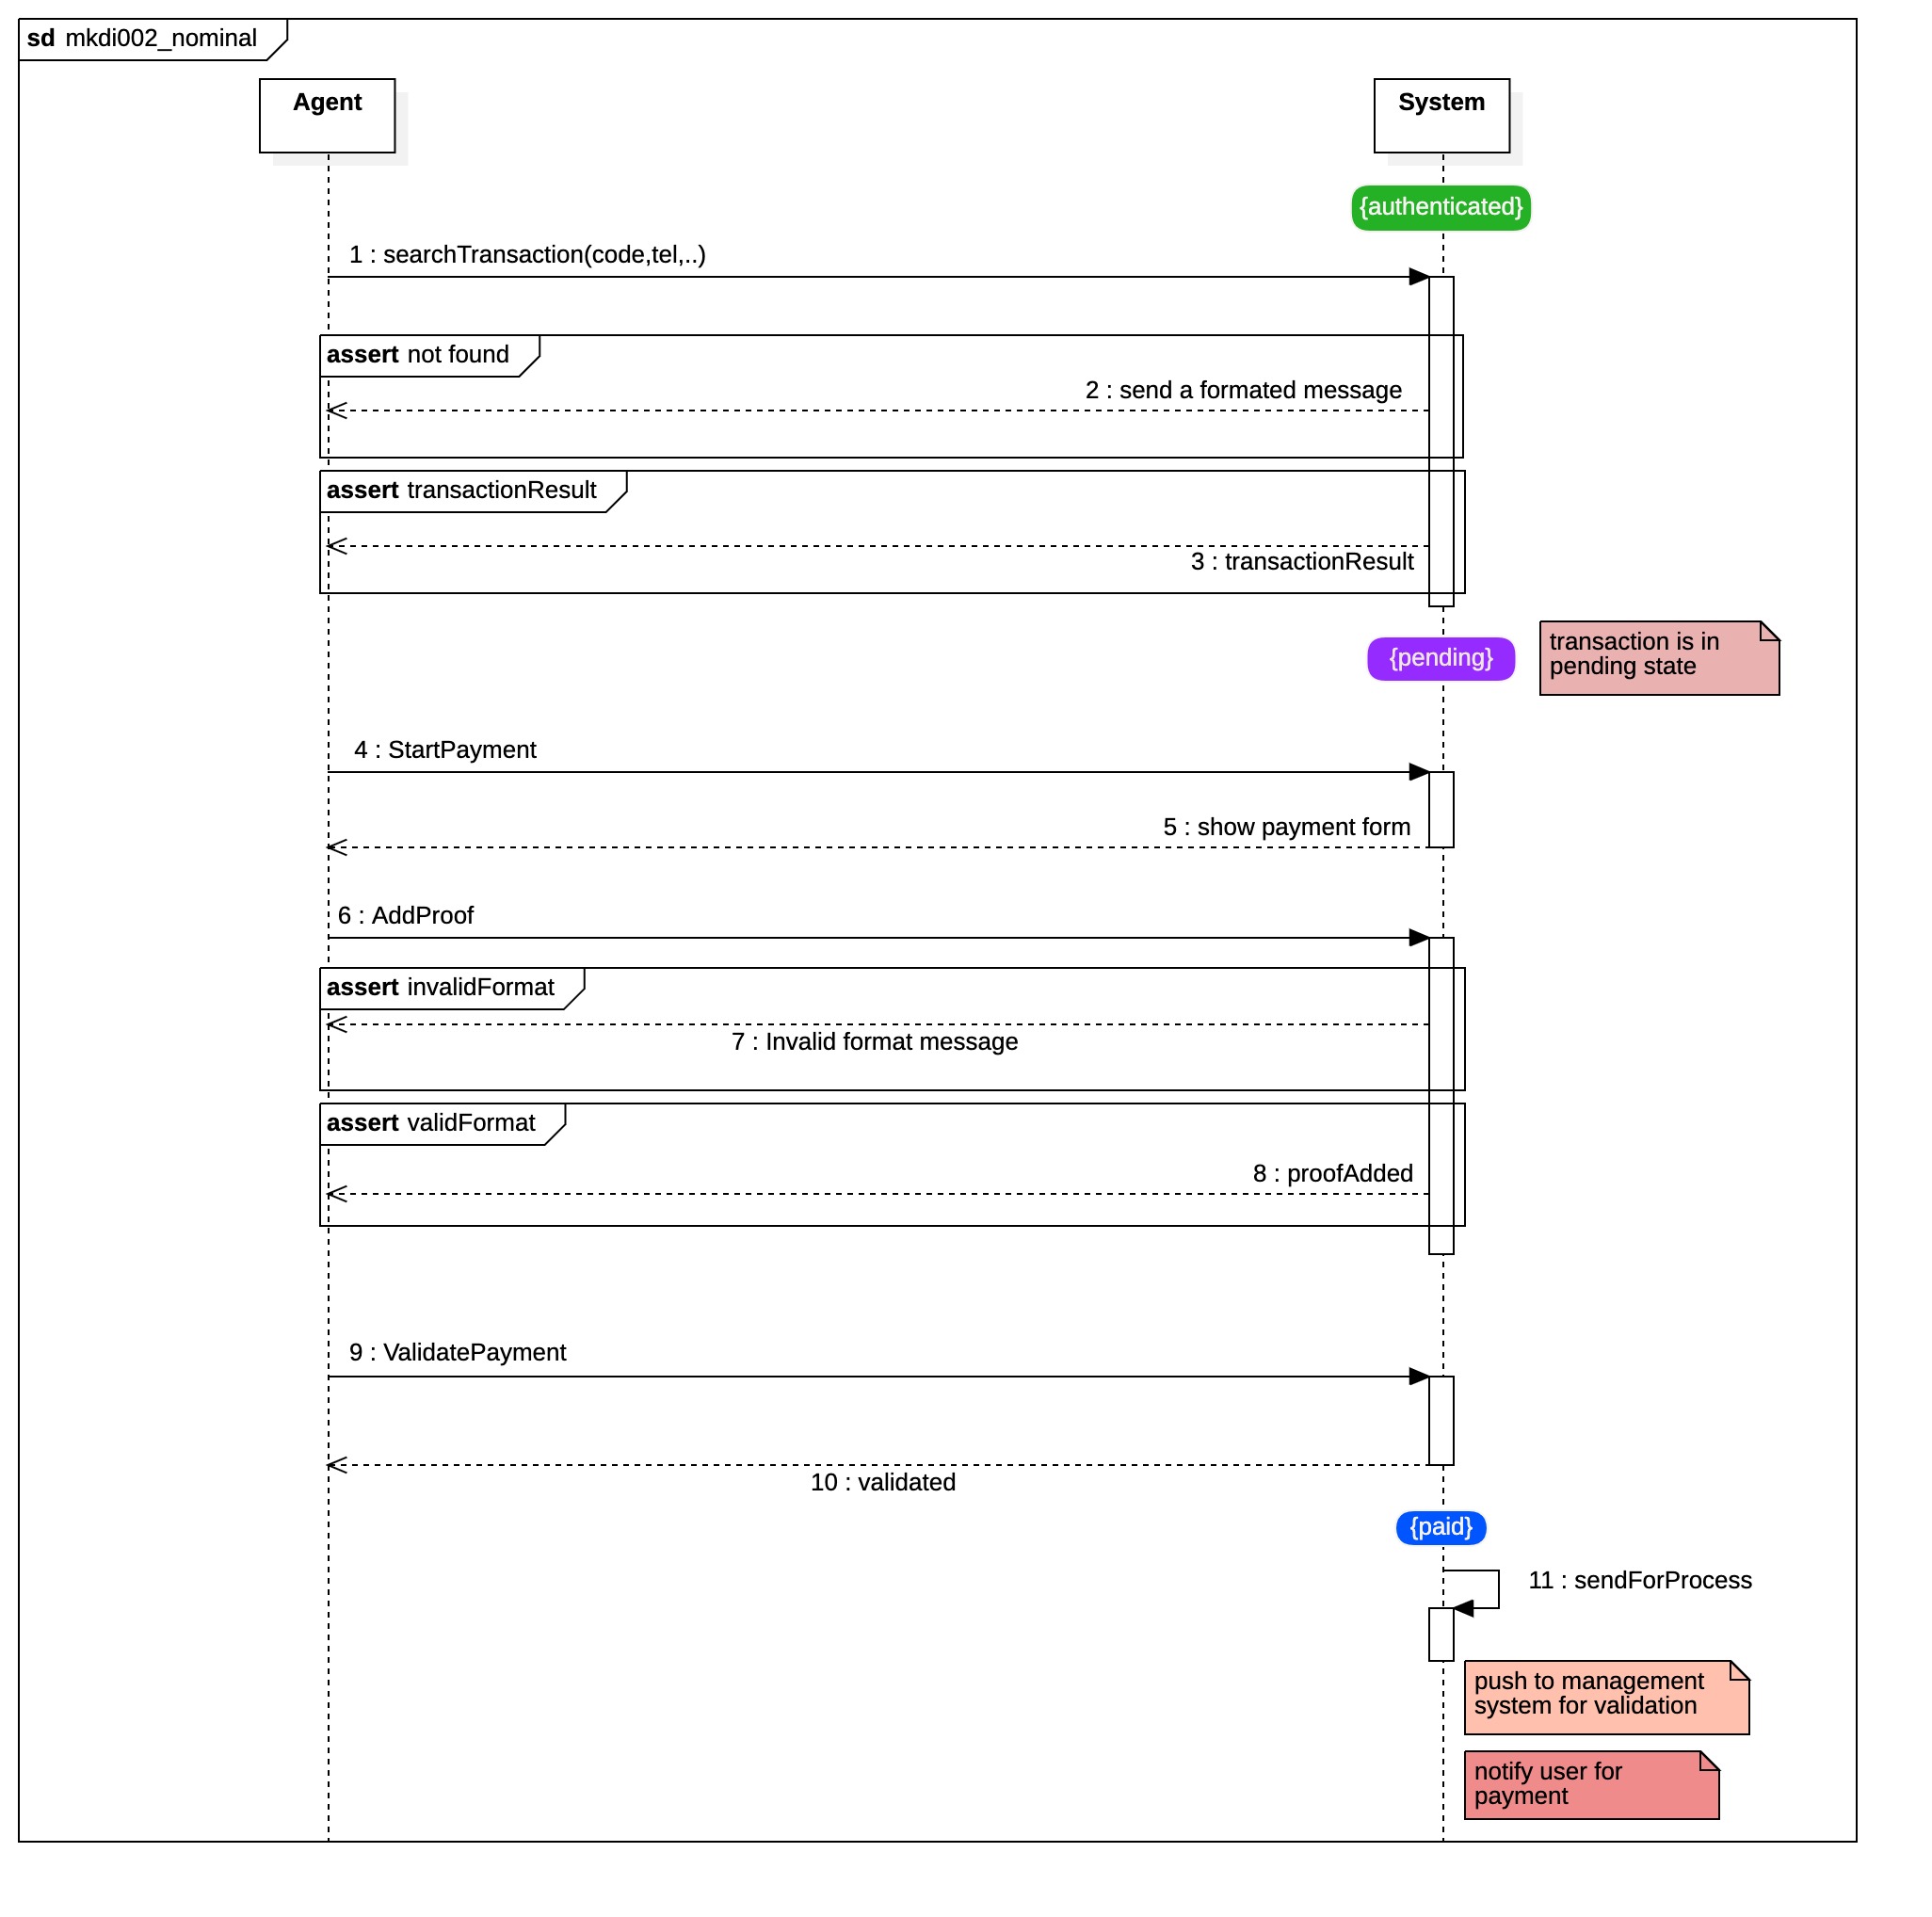 sd mkdi002_nominal
Agent
System
{authenticated}
1 : searchTransaction(code,tel,..)
assert not found
2 : send a formated message
assert transactionResult
3 : transactionResult
{pending}
transaction is in
pending state
4 : StartPayment
5 : show payment form
6 : AddProof
assert invalidFormat
7 : Invalid format message
assert validFormat
8 : proofAdded
9 : ValidatePayment
10 : validated
{paid}
11 : sendForProcess
push to management
system for validation
notify user for
payment